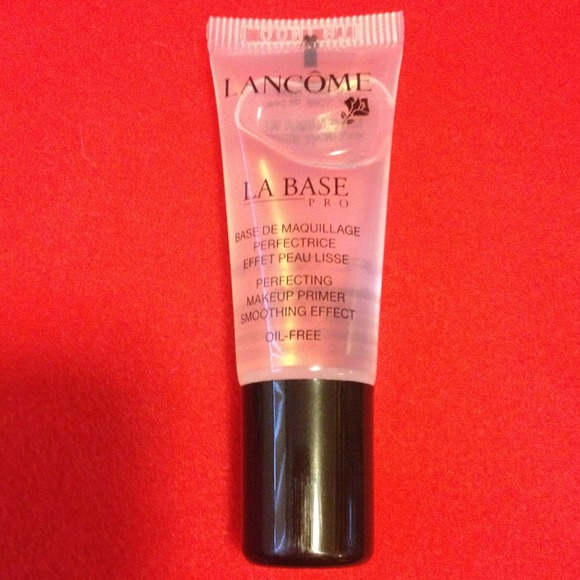 LANCÔME
LA BASE
PRO
BASE DE MAQUILLAGE
PERFECTRICE
EFFET PEAU LISSE
PERFECTING
MAKEUP PRIMER
SMOOTHING EFFECT
OIL-FREE